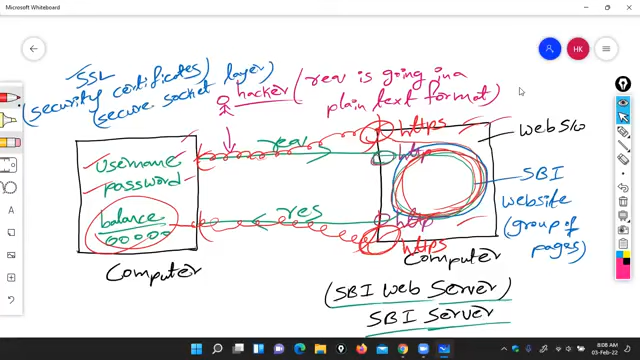 Microsoft Whiteboard
HK
SSL
(security certificates)
(secure socket layer)
hacker
(req is going in a
plain text format)
https
req
http
web s/w
username
password
balance
00000
res
http
https
SBI
website
(group of
pages)
Computer
Computer
(SBI Web Server)
SBI Server
8:08 AM
03-Feb-22